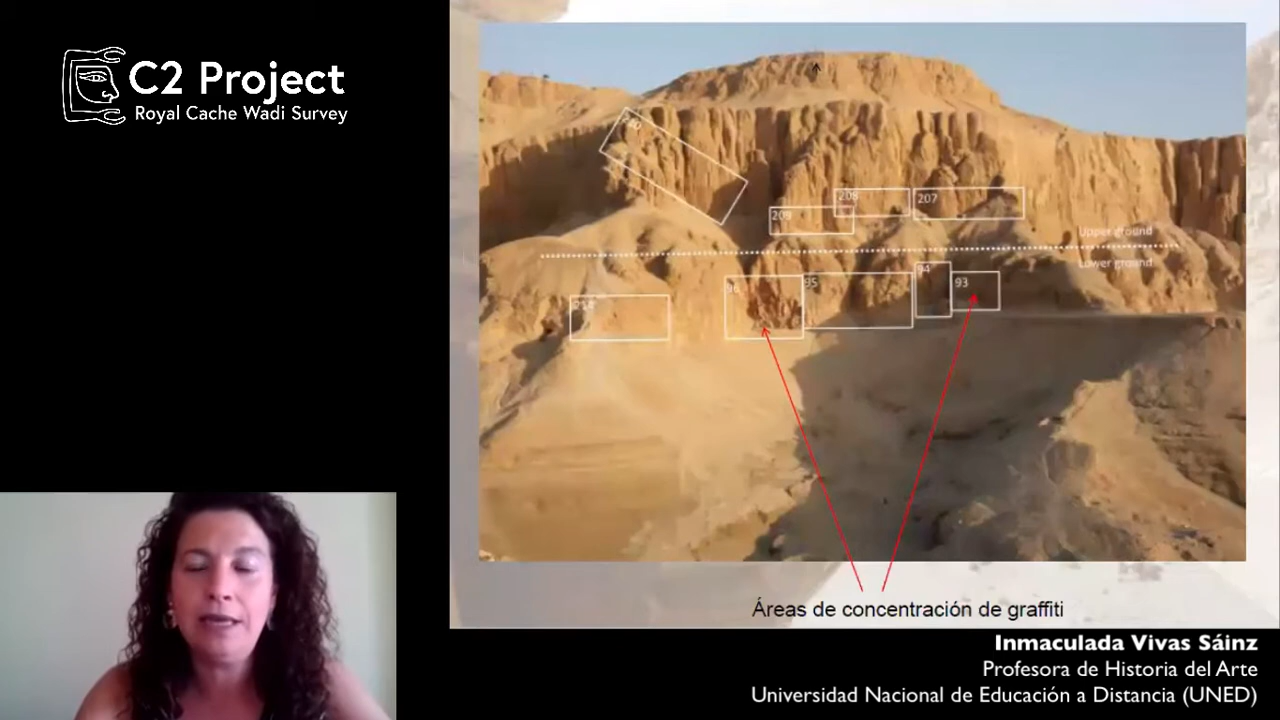 C2 Project
Royal Cache Wadi Survey
208
207
209
Upper ground
Lower ground
94
96
95
93
Áreas de concentración de graffiti
Inmaculada Vivas Sáinz
Profesora de Historia del Arte
Universidad Nacional de Educación a Distancia (UNED)